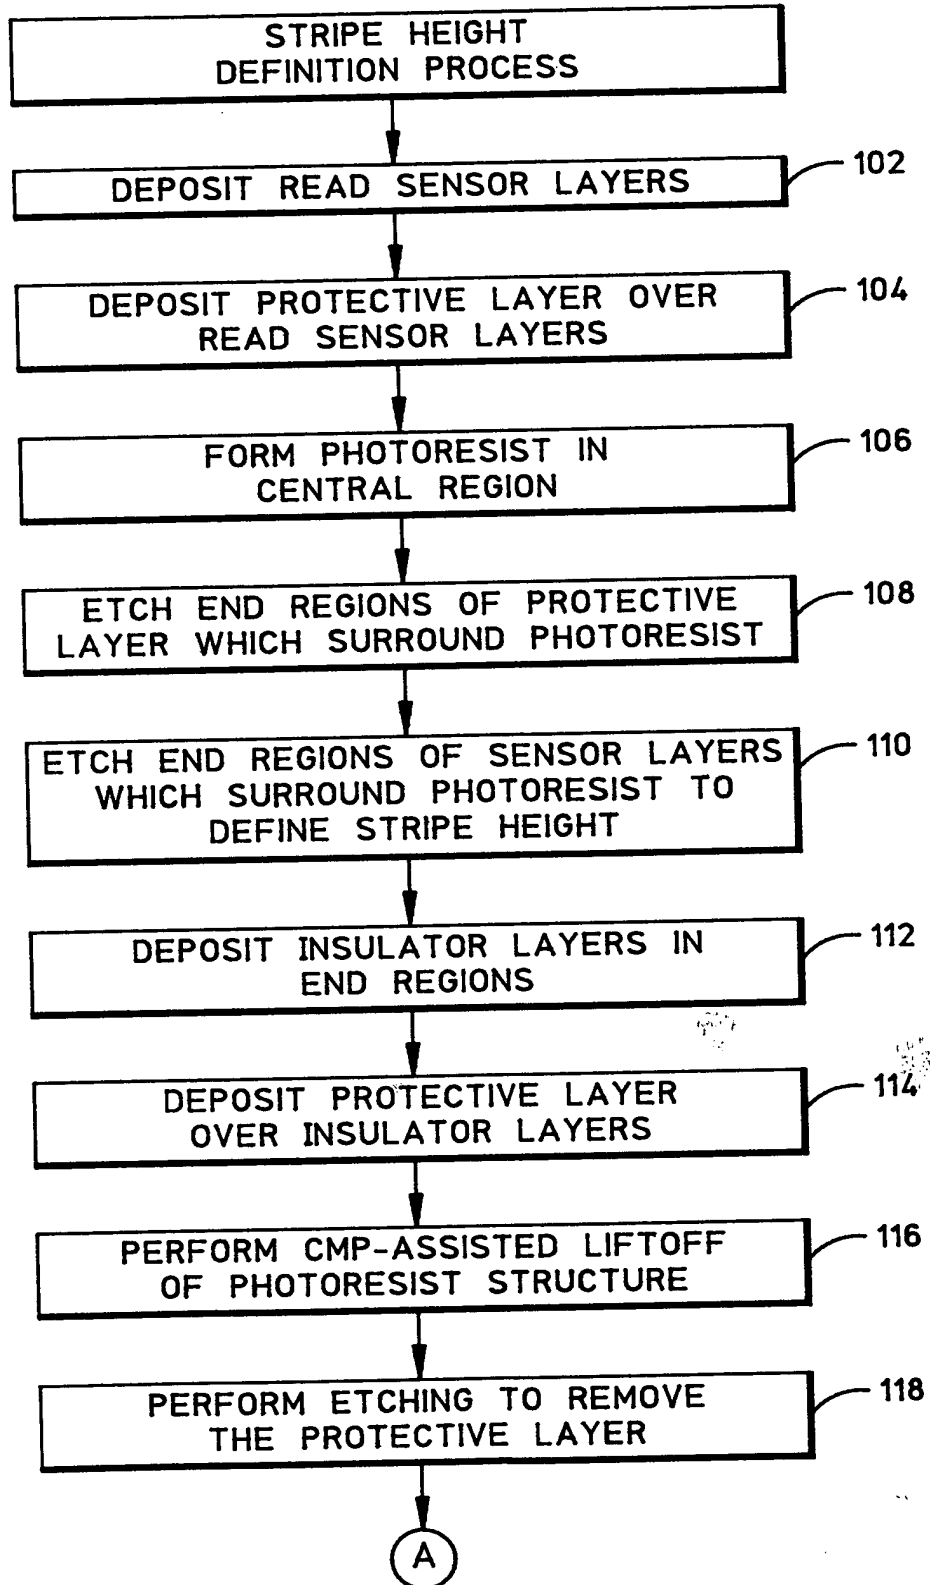 STRIPE HEIGHT
DEFINITION PROCESS
DEPOSIT READ SENSOR LAYERS
102
DEPOSIT PROTECTIVE LAYER OVER
READ SENSOR LAYERS
104
FORM PHOTORESIST IN
CENTRAL REGION
106
ETCH END REGIONS OF PROTECTIVE
LAYER WHICH SURROUND PHOTORESIST
108
ETCH END REGIONS OF SENSOR LAYERS
WHICH SURROUND PHOTORESIST TO
DEFINE STRIPE HEIGHT
110
DEPOSIT INSULATOR LAYERS IN
END REGIONS
112
DEPOSIT PROTECTIVE LAYER
OVER INSULATOR LAYERS
114
PERFORM CMP-ASSISTED LIFTOFF
OF PHOTORESIST STRUCTURE
116
PERFORM ETCHING TO REMOVE
THE PROTECTIVE LAYER
118
A